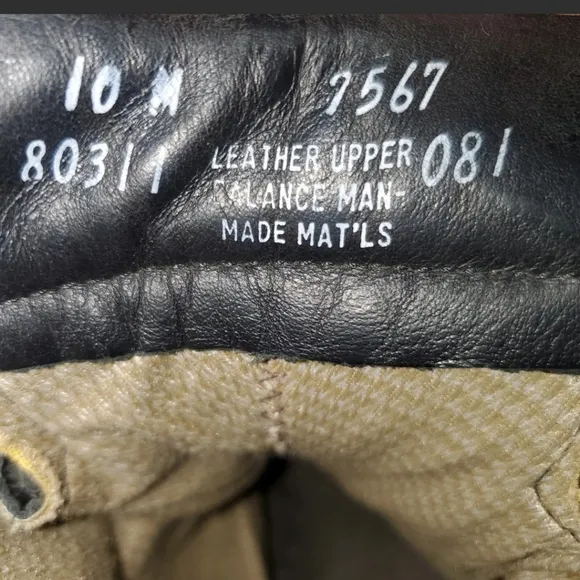 10 M 7567
80311 LEATHER UPPER 081
BALANCE MAN-
MADE MAT'LS